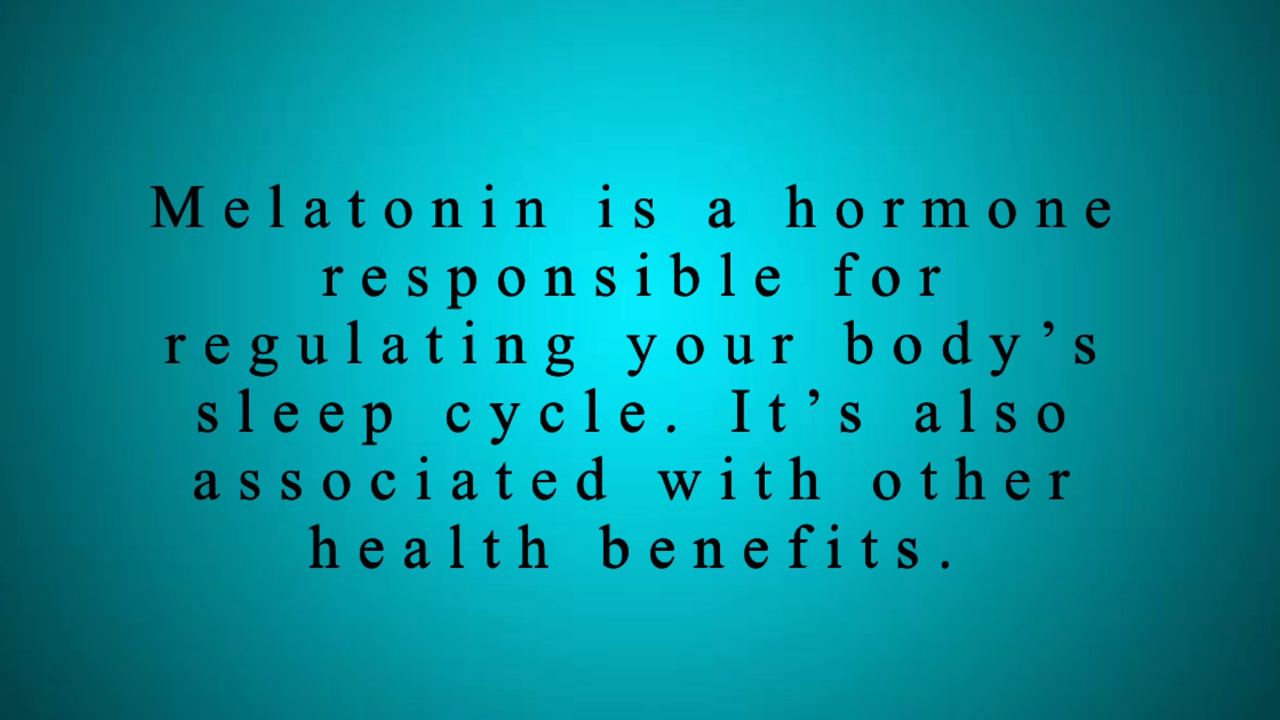 Melatonin is a hormone
responsible for
regulating your body’s
sleep cycle. It’s also
associated with other
health benefits.